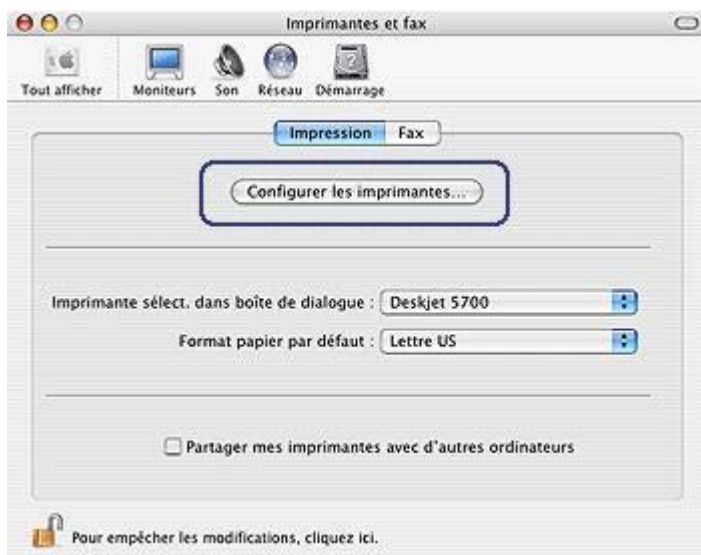 Imprimantes et fax
Tout afficher Moniteurs Son Réseau Démarrage
Impression Fax
Configurer les imprimantes...
Imprimante sélect. dans boîte de dialogue : Deskjet 5700
Format papier par défaut : Lettre US
Partager mes imprimantes avec d'autres ordinateurs
Pour empêcher les modifications, cliquez ici.